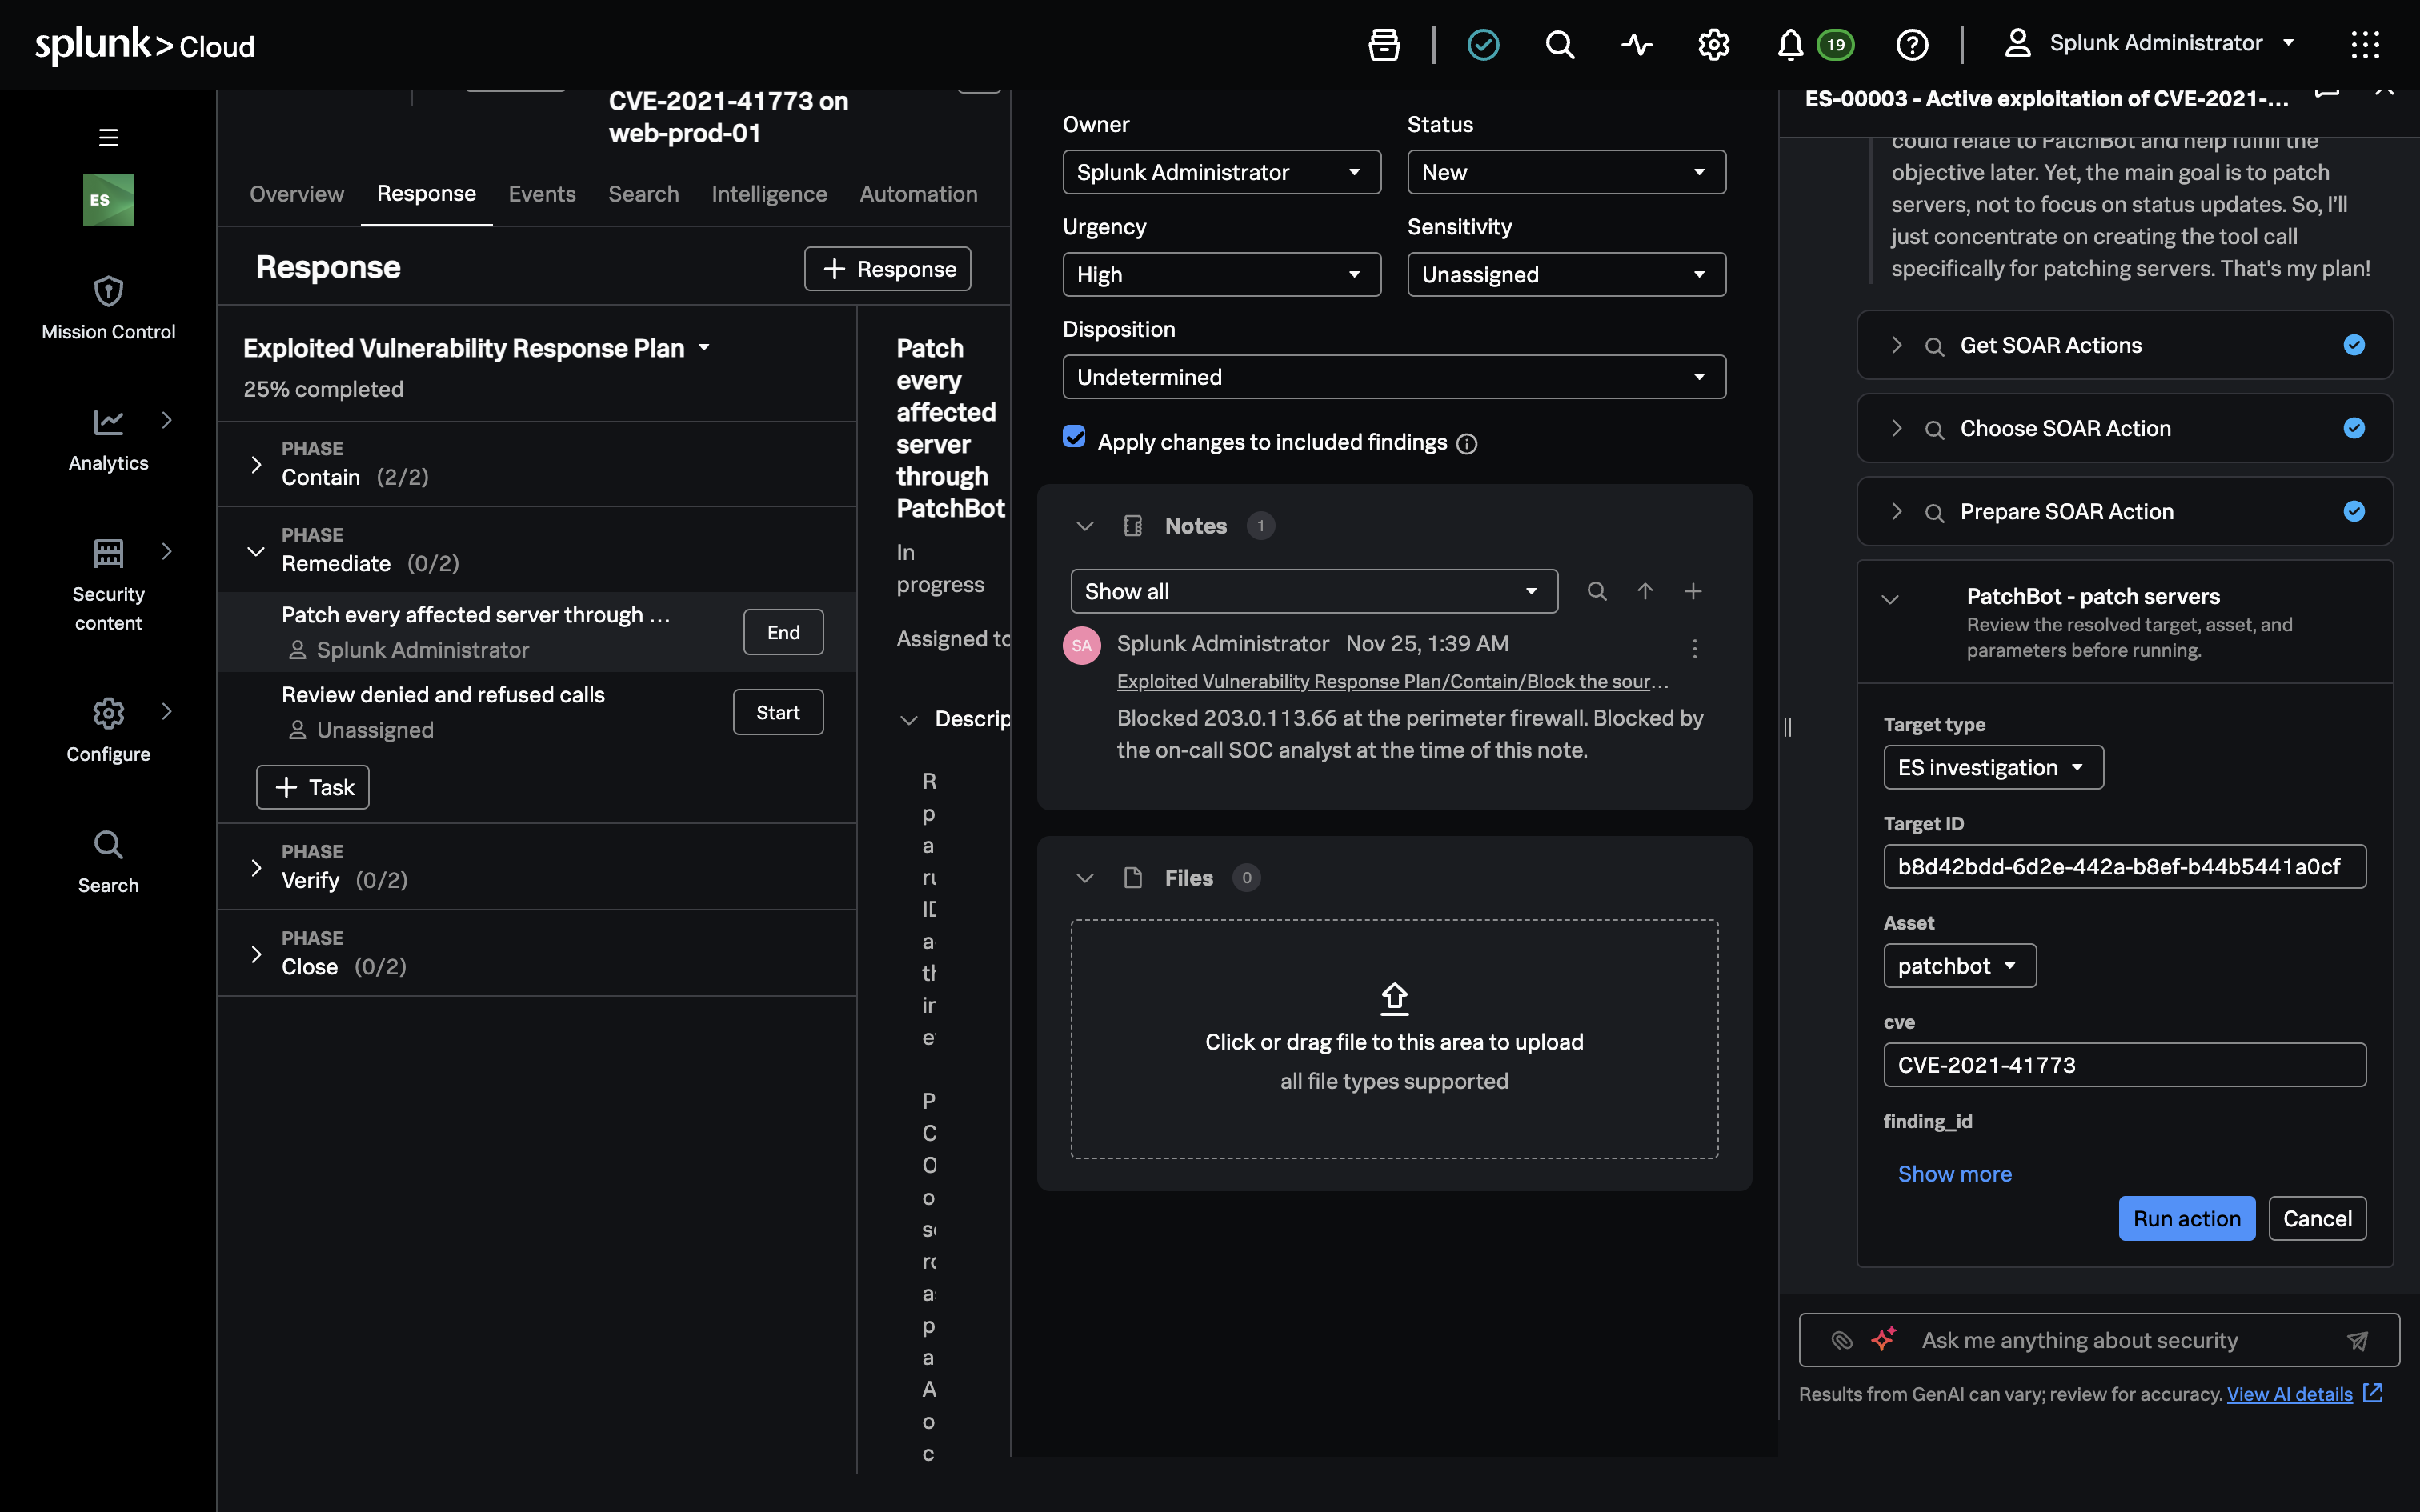 splunk>Cloud
19
Splunk Administrator
ES
Mission Control
Analytics
Security
content
Configure
Search
CVE-2021-41773 on
web-prod-01
Overview
Response
Events
Search
Intelligence
Automation
Response
Response
Exploited Vulnerability Response Plan
25% completed
PHASE
Contain (2/2)
PHASE
Remediate (0/2)
Patch every affected server through ...
Splunk Administrator
End
Review denied and refused calls
Unassigned
Start
Task
PHASE
Verify (0/2)
PHASE
Close (0/2)
Patch
every
affected
server
through
PatchBot
In
progress
Assigned to
Descrip
Owner
Splunk Administrator
Status
New
Urgency
High
Sensitivity
Unassigned
Disposition
Undetermined
Apply changes to included findings
Notes 1
Show all
SA
Splunk Administrator Nov 25, 1:39 AM
Exploited Vulnerability Response Plan/Contain/Block the sour...
Blocked 203.0.113.66 at the perimeter firewall. Blocked by
the on-call SOC analyst at the time of this note.
Files 0
Click or drag file to this area to upload
all file types supported
ES-00003 - Active exploitation of CVE-2021-...
could relate to PatchBot and help fulfill the
objective later. Yet, the main goal is to patch
servers, not to focus on status updates. So, I'll
just concentrate on creating the tool call
specifically for patching servers. That's my plan!
Get SOAR Actions
Choose SOAR Action
Prepare SOAR Action
PatchBot - patch servers
Review the resolved target, asset, and
parameters before running.
Target type
ES investigation
Target ID
b8d42bdd-6d2e-442a-b8ef-b44b5441a0cf
Asset
patchbot
cve
CVE-2021-41773
finding_id
Show more
Run action
Cancel
Ask me anything about security
Results from GenAI can vary; review for accuracy. View AI details